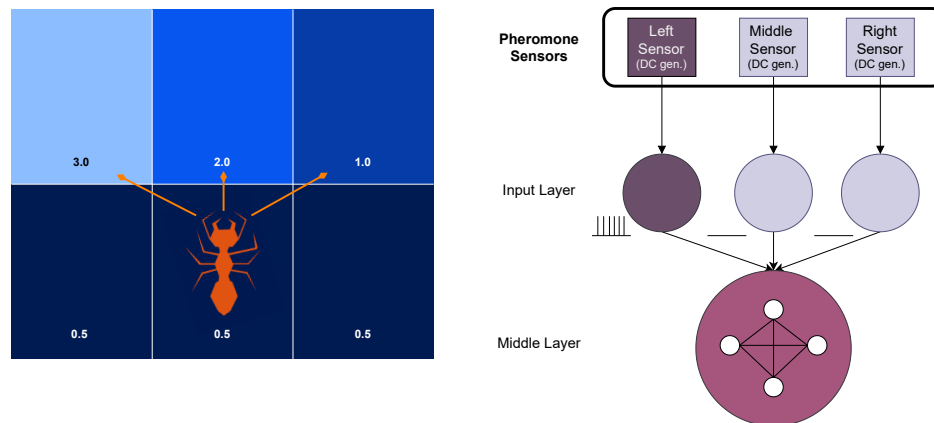 3.0
2.0
1.0
0.5
0.5
0.5
Pheromone
Sensors
Left
Sensor
(DC gen.)
Middle
Sensor
(DC gen.)
Right
Sensor
(DC gen.)
Input Layer
Middle Layer